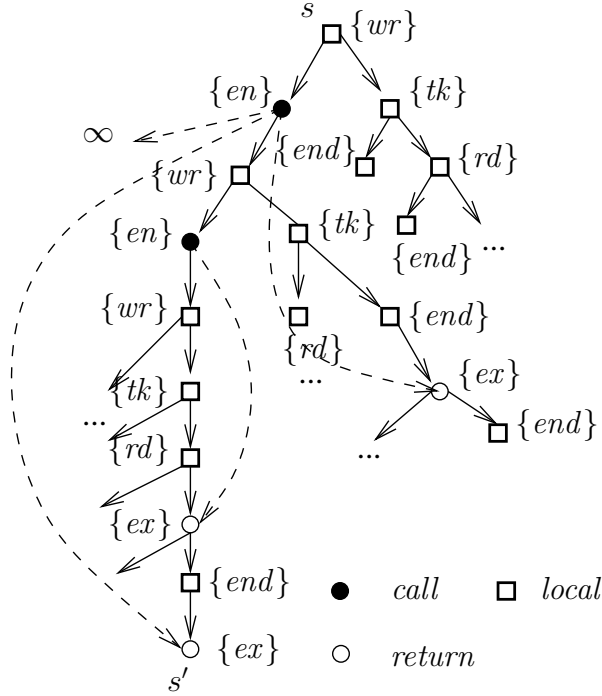 s
{wr}
{en}
{tk}
∞
{end}
{rd}
{wr}
{en}
{tk}
{end}
...
{wr}
{end}
{rd}
{tk}
...
{ex}
...
{end}
{rd}
...
{ex}
{end}
call
local
{ex}
return
s′